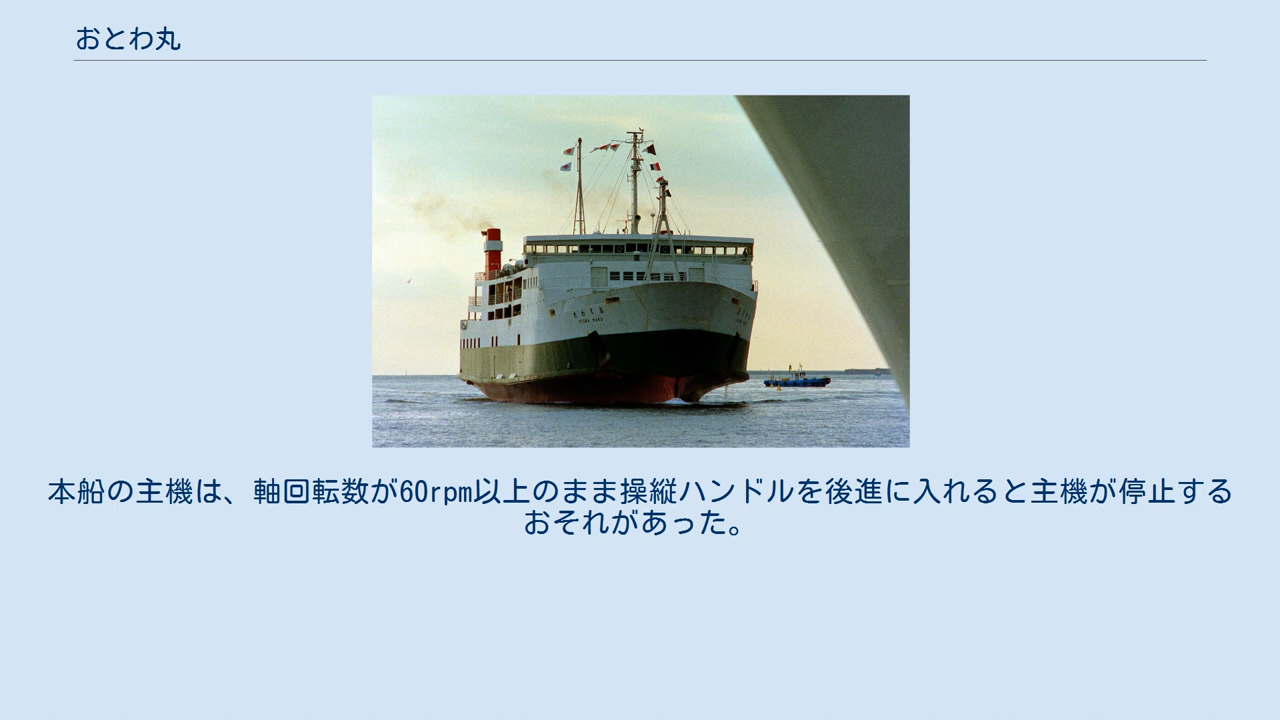 おとわ丸
本船の主機は、軸回転数が60rpm以上のまま操縦ハンドルを後進に入れると主機が停止する
おそれがあった。